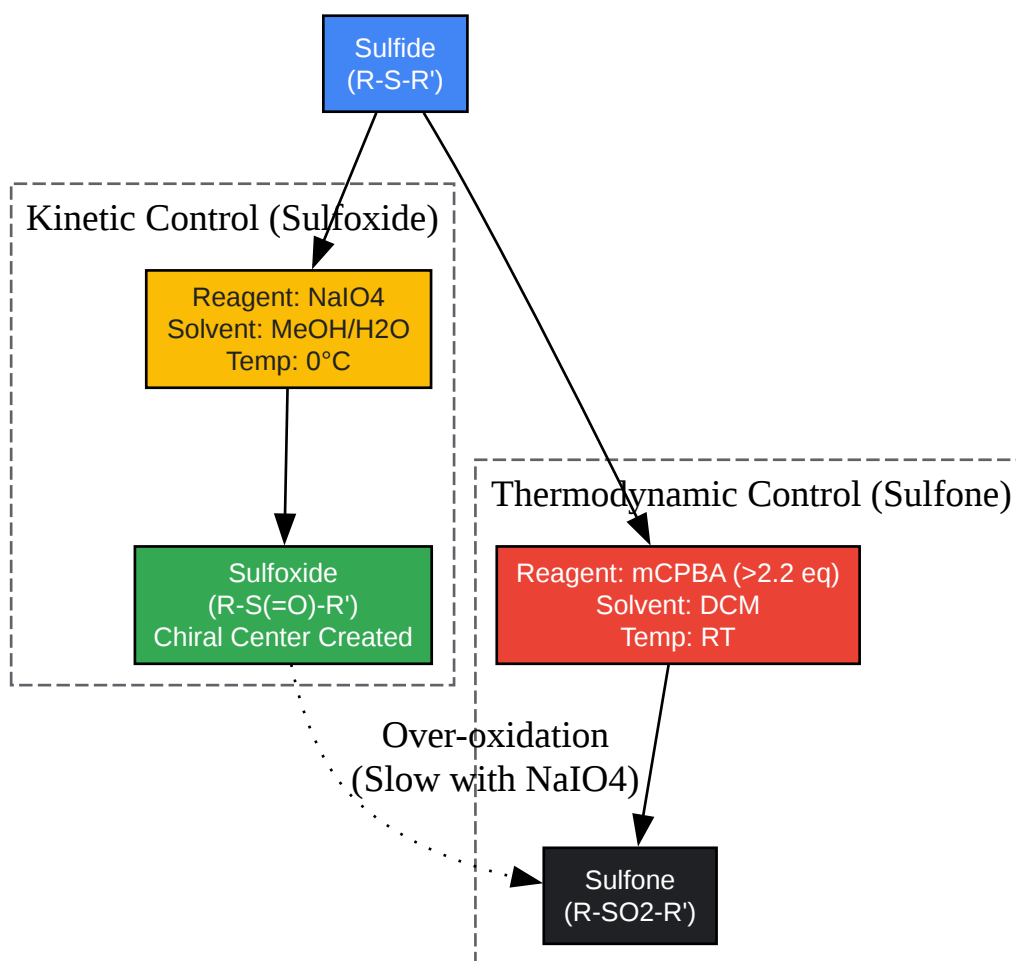 Sulfide
(R-S-R')
Kinetic Control (Sulfoxide)
Reagent: NaIO4
Solvent: MeOH/H2O
Temp: 0°C
Thermodynamic Control (Sulfone)
Sulfoxide
(R-S(=O)-R')
Chiral Center Created
Reagent: mCPBA (>2.2 eq)
Solvent: DCM
Temp: RT
Over-oxidation
(Slow with NaIO4)
Sulfone
(R-SO2-R')